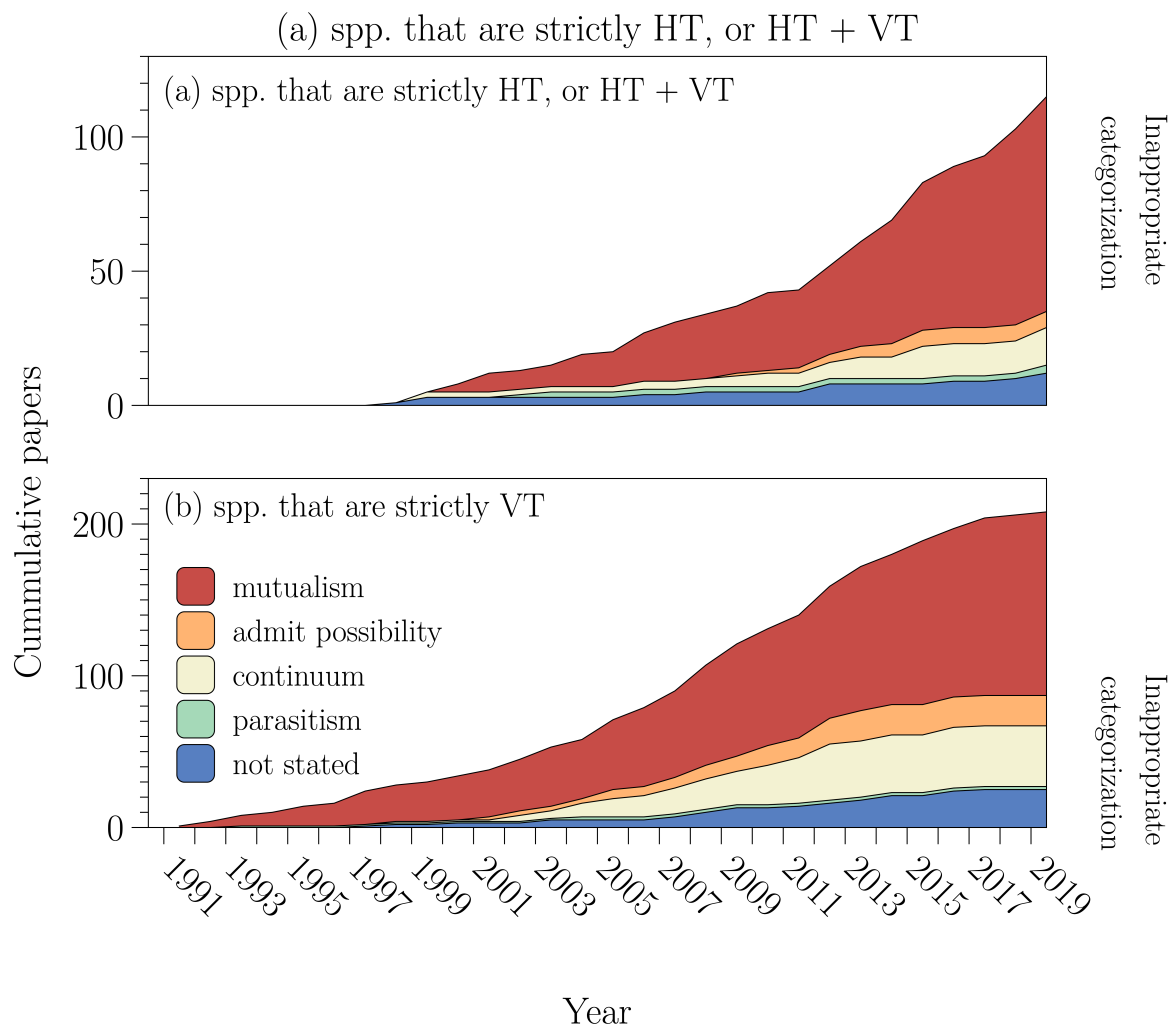 (a) spp. that are strictly HT, or HT + VT
(a) spp. that are strictly HT, or HT + VT
100
50
0
Inappropriate
categorization
Cummulative papers
(b) spp. that are strictly VT
200
100
0
mutualism
admit possibility
continuum
parasitism
not stated
Inappropriate
categorization
1991
1993
1995
1997
1999
2001
2003
2005
2007
2009
2011
2013
2015
2017
2019
Year